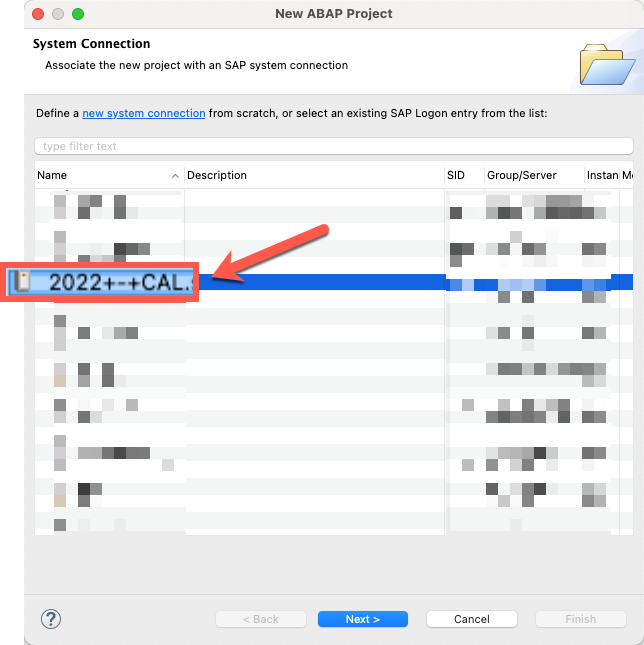 New ABAP Project
System Connection
Associate the new project with an SAP system connection
Define a new system connection from scratch, or select an existing SAP Logon entry from the list:
type filter text
Name Description SID Group/Server Instan
2022+-+CAL.
? < Back Next > Cancel Finish